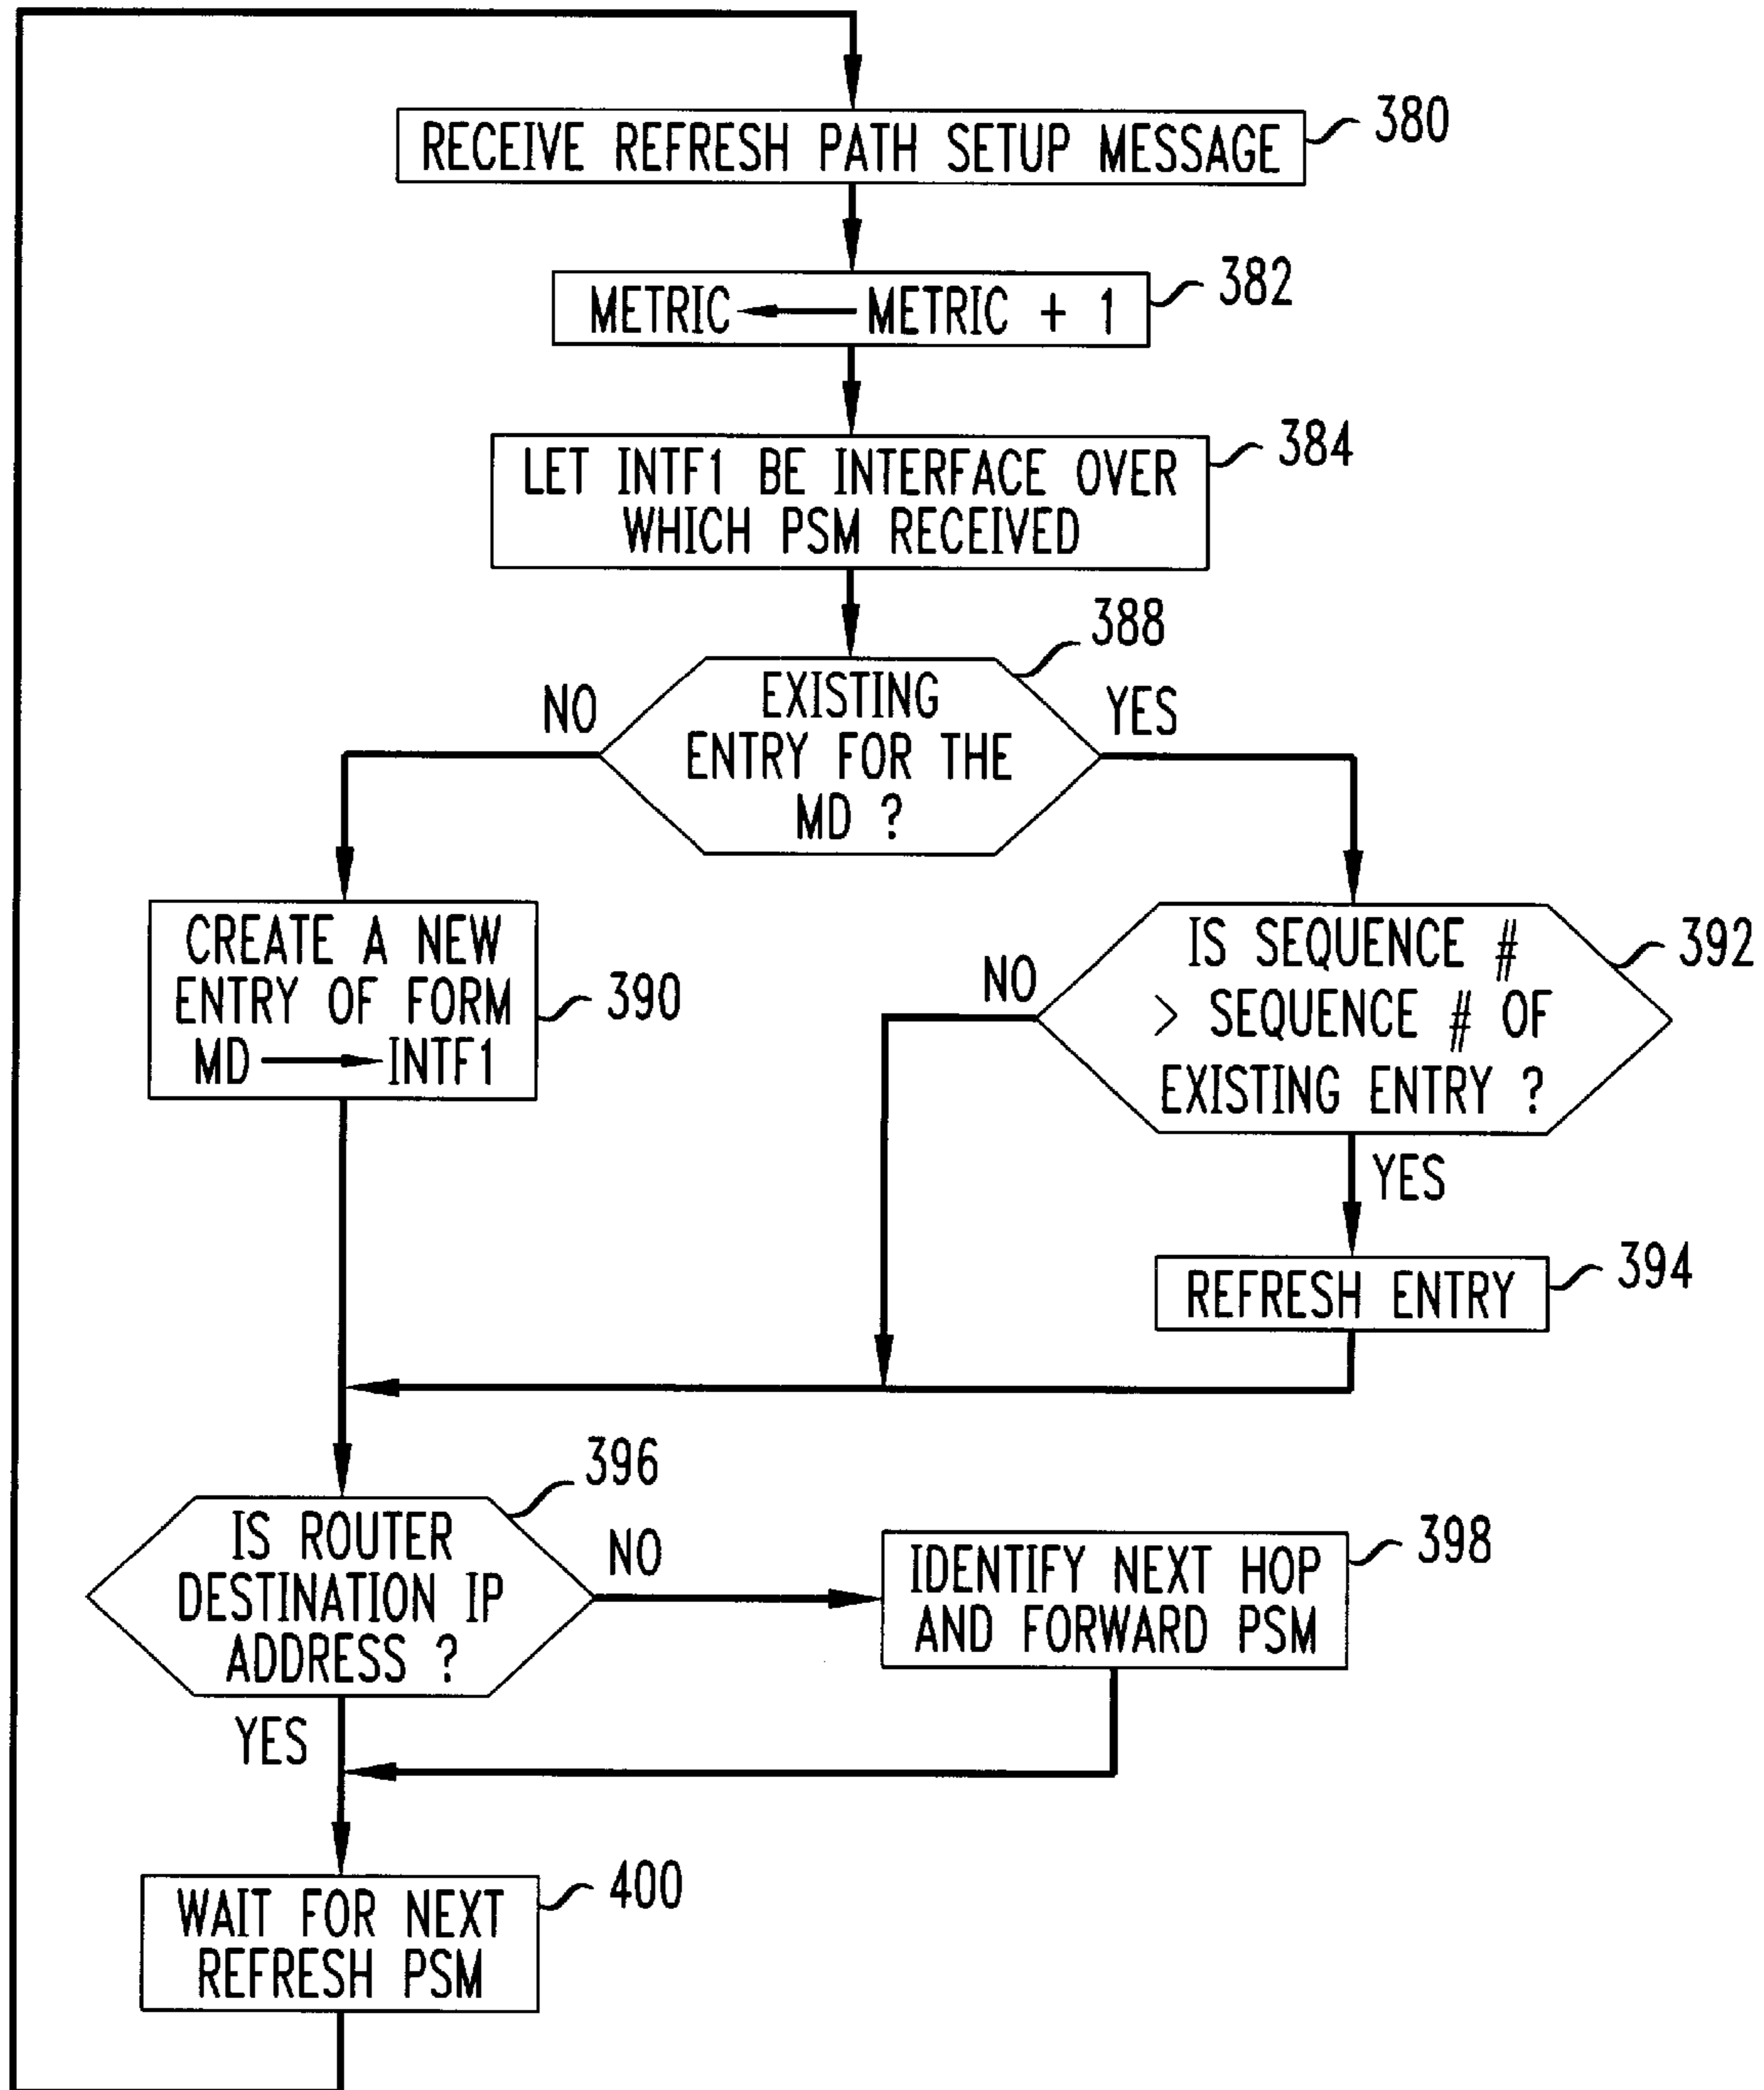 RECEIVE REFRESH PATH SETUP MESSAGE
380
METRIC ← METRIC + 1
382
LET INTF1 BE INTERFACE OVER
WHICH PSM RECEIVED
384
388
EXISTING
ENTRY FOR THE
MD ?
NO
YES
CREATE A NEW
ENTRY OF FORM
MD → INTF1
390
IS SEQUENCE #
> SEQUENCE # OF
EXISTING ENTRY ?
392
NO
YES
REFRESH ENTRY
394
396
IS ROUTER
DESTINATION IP
ADDRESS ?
NO
IDENTIFY NEXT HOP
AND FORWARD PSM
398
YES
WAIT FOR NEXT
REFRESH PSM
400